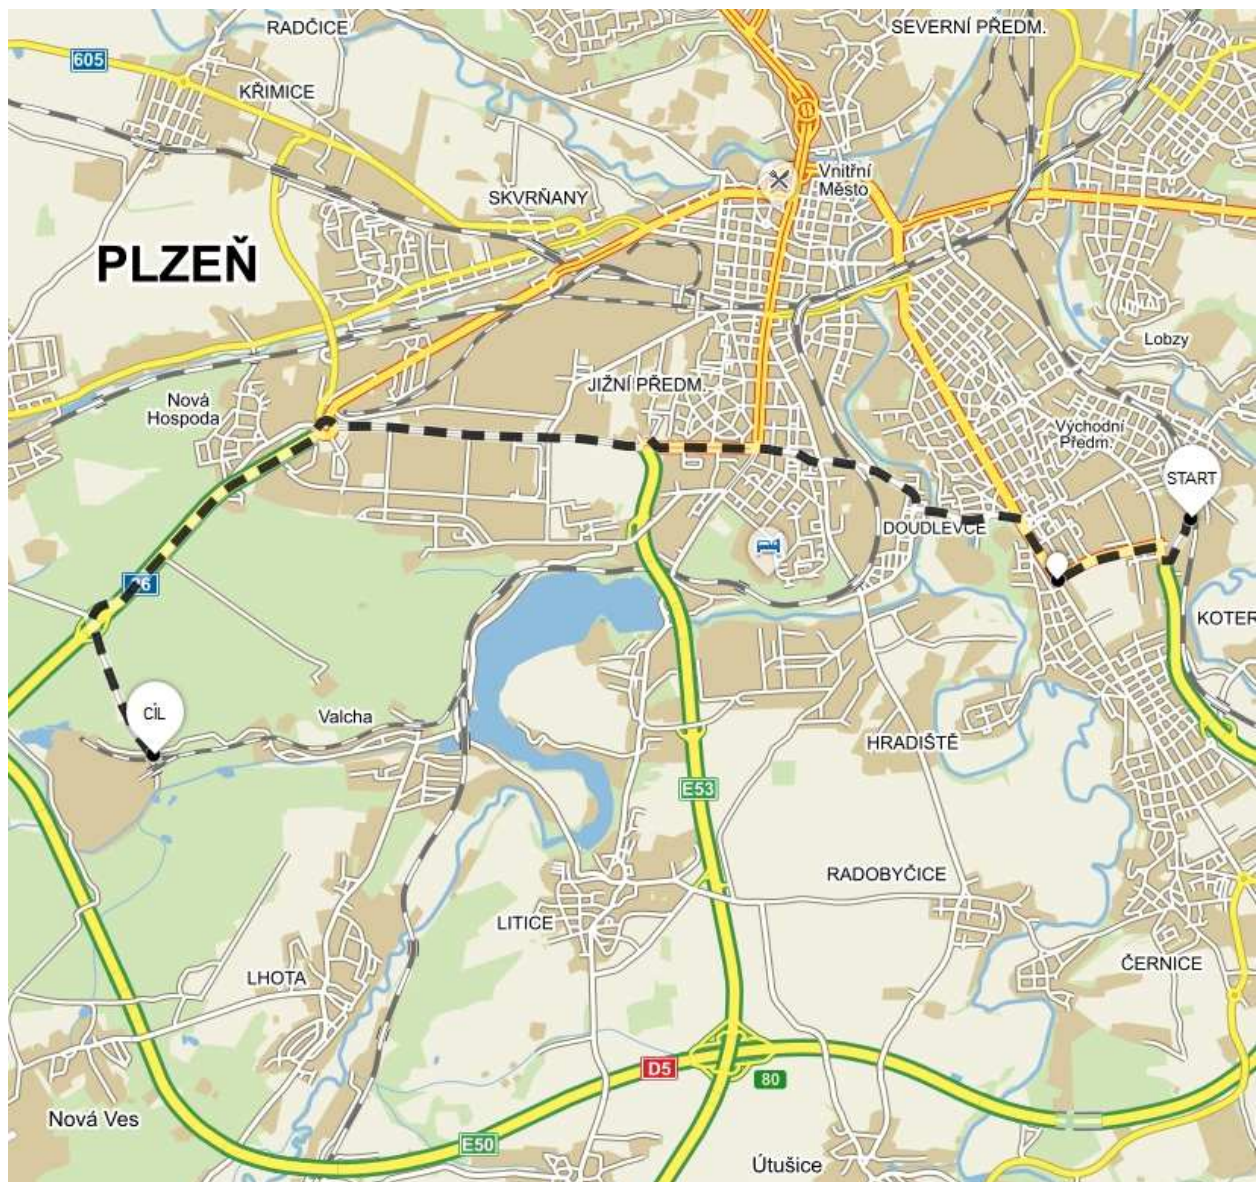 RADČICE
SEVERNÍ PŘEDM.
605
KŘIMICE
Vnitřní
Město
SKVRŇANY
PLZEŇ
Lobzy
JIŽNÍ PŘEDM.
Nová
Hospoda
Východní
Předm.
START
DOUDLEVCE
26
KOTER
CÍL
Valcha
HRADIŠTĚ
E53
RADOBYČICE
LITICE
ČERNICE
LHOTA
D5
80
Nová Ves
E50
Útušice